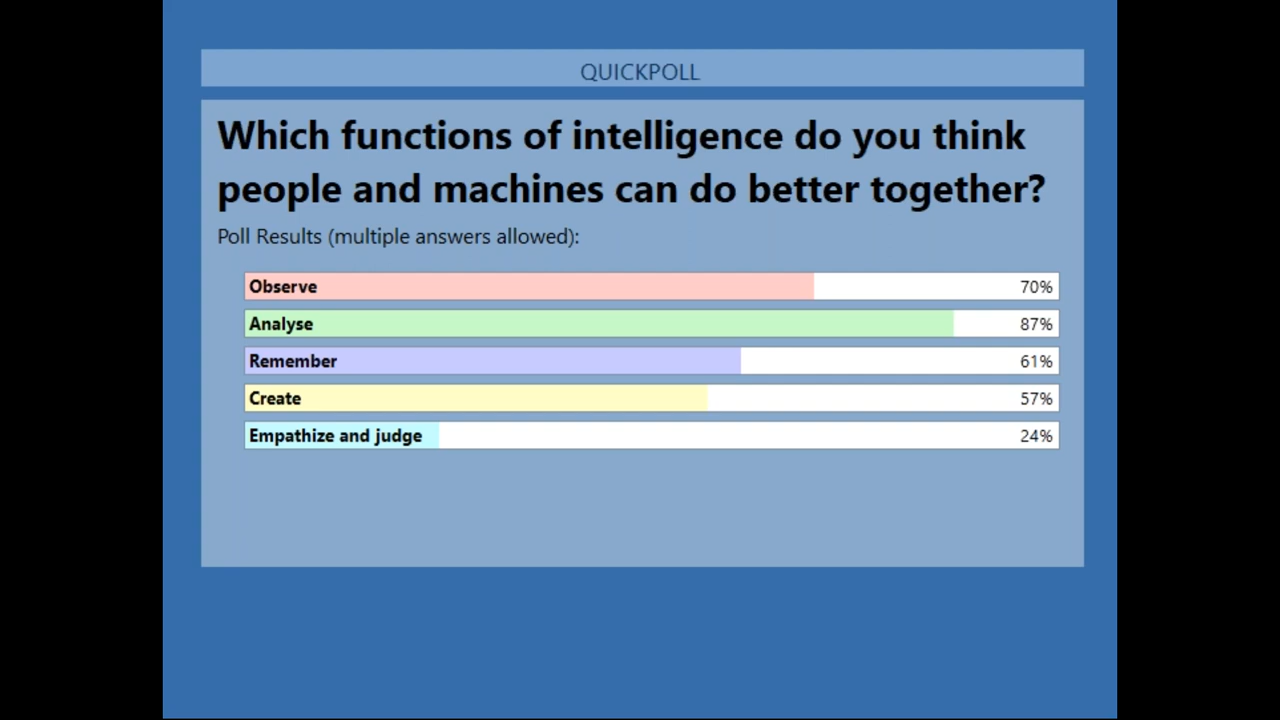 QUICKPOLL
Which functions of intelligence do you think
people and machines can do better together?
Poll Results (multiple answers allowed):
Observe 70%
Analyse 87%
Remember 61%
Create 57%
Empathize and judge 24%